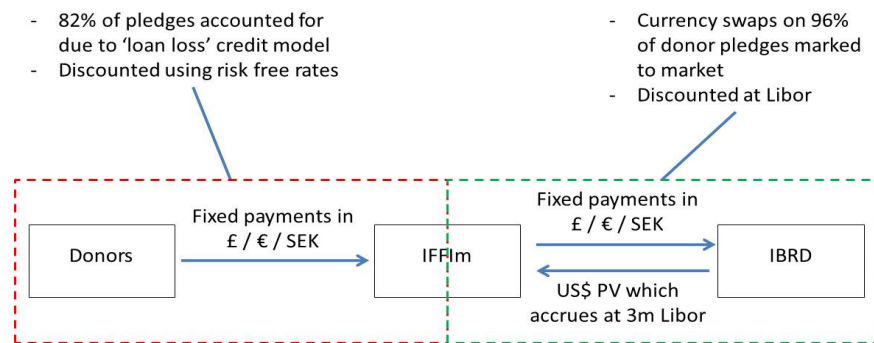 - 82% of pledges accounted for
due to ‘loan loss’ credit model
- Discounted using risk free rates
- Currency swaps on 96%
of donor pledges marked
to market
- Discounted at Libor
Donors
Fixed payments in
£ / € / SEK
IFFIm
Fixed payments in
£ / € / SEK
US$ PV which
accrues at 3m Libor
IBRD